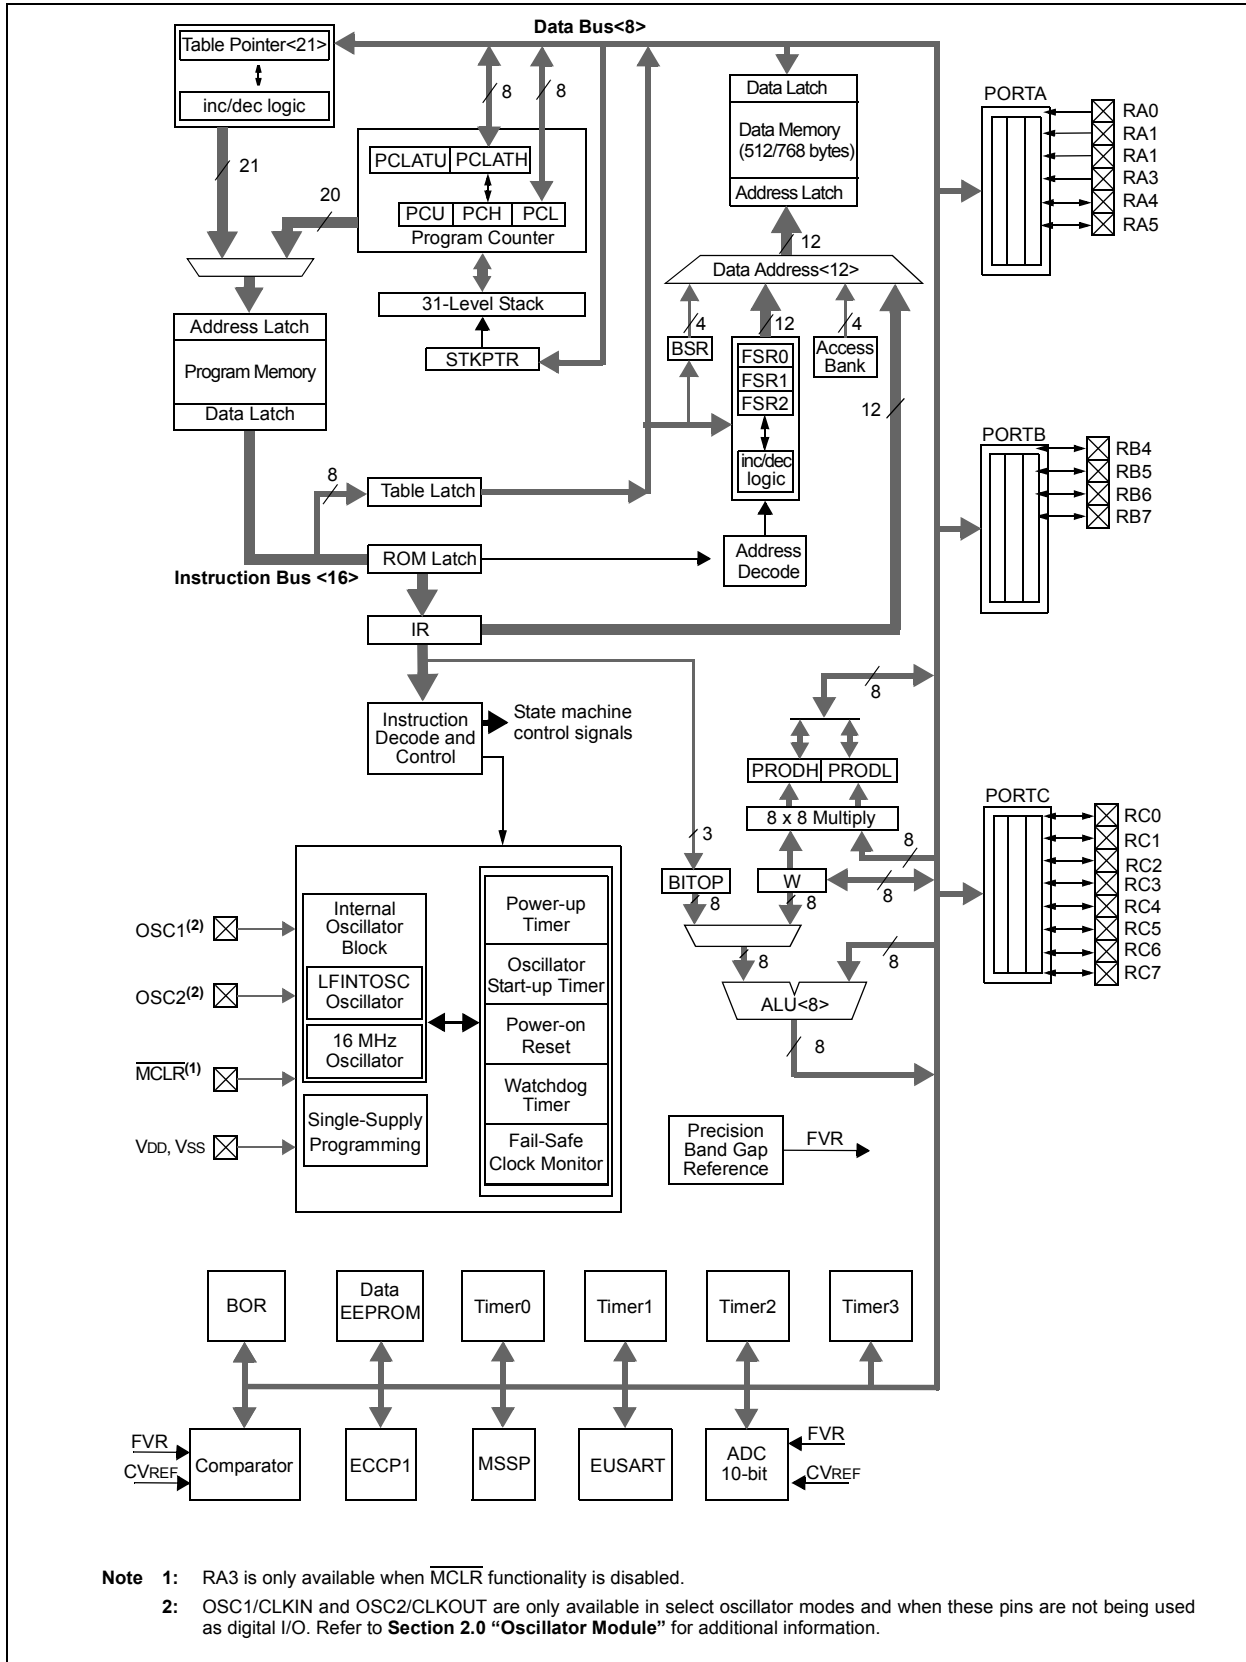 Data Bus<8>
Table Pointer<21>
inc/dec logic
21
20
8
8
PCLATU PCLATH
PCU PCH PCL
Program Counter
31-Level Stack
STKPTR
Data Latch
Data Memory
(512/768 bytes)
Address Latch
12
Data Address<12>
4
12
4
BSR
FSR0
FSR1
FSR2
inc/dec
logic
Access
Bank
12
Address
Decode
Address Latch
Program Memory
Data Latch
8
Table Latch
ROM Latch
Instruction Bus <16>
IR
Instruction
Decode and
Control
State machine
control signals
PORTA
RA0
RA1
RA1
RA3
RA4
RA5
PORTB
RB4
RB5
RB6
RB7
PORTC
RC0
RC1
RC2
RC3
RC4
RC5
RC6
RC7
8
PRODH PRODL
8 x 8 Multiply
3
8
BITOP
W
8
8
8
8
8
ALU<8>
8
OSC1(2)
OSC2(2)
MCLR(1)
VDD, VSS
Internal
Oscillator
Block
LFINTOSC
Oscillator
16 MHz
Oscillator
Single-Supply
Programming
Power-up
Timer
Oscillator
Start-up Timer
Power-on
Reset
Watchdog
Timer
Fail-Safe
Clock Monitor
Precision
Band Gap
Reference
FVR
BOR
Data
EEPROM
Timer0
Timer1
Timer2
Timer3
FVR
CVREF
Comparator
ECCP1
MSSP
EUSART
ADC
10-bit
FVR
CVREF
Note 1: RA3 is only available when MCLR functionality is disabled.
2: OSC1/CLKIN and OSC2/CLKOUT are only available in select oscillator modes and when these pins are not being used
as digital I/O. Refer to Section 2.0 “Oscillator Module” for additional information.